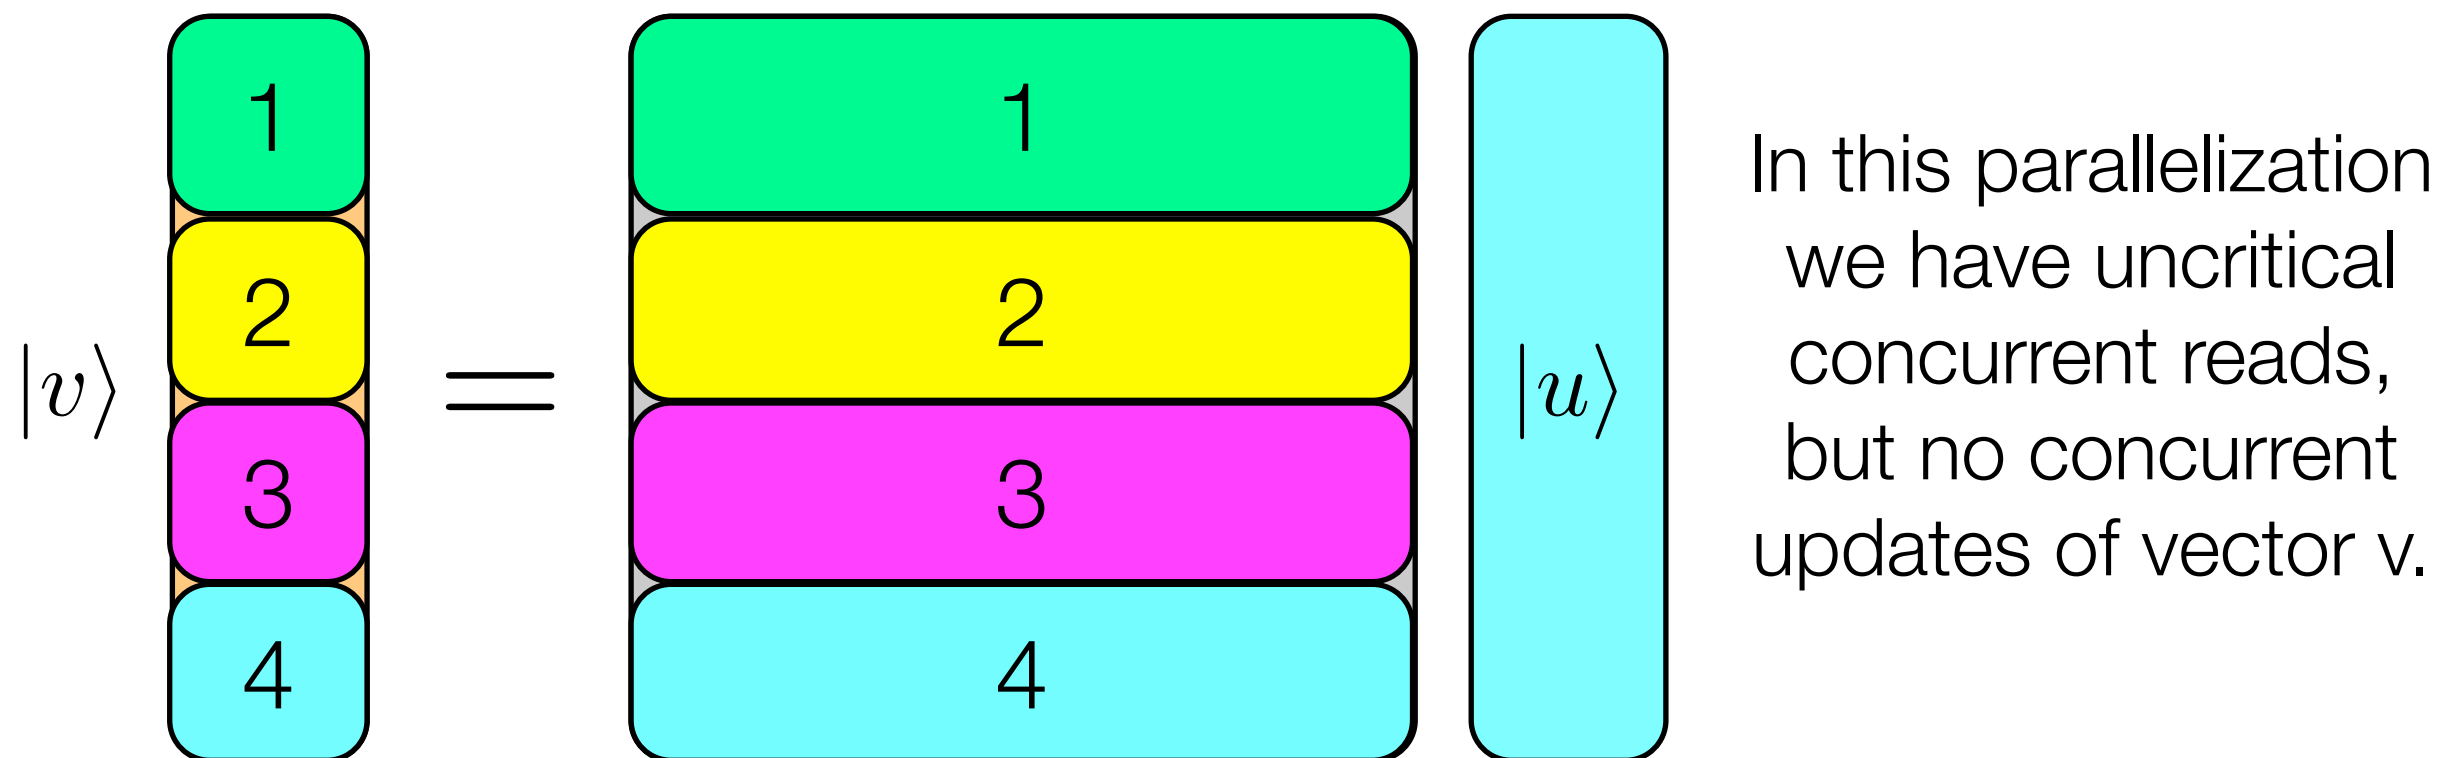 |v⟩
1
2
3
4
=
1
2
3
4
|u⟩
In this parallelization
we have uncritical
concurrent reads,
but no concurrent
updates of vector v.